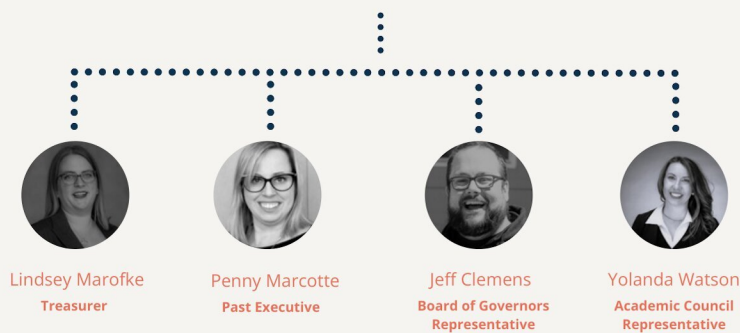 Lindsey Marofke
Treasurer
Penny Marcotte
Past Executive
Jeff Clemens
Board of Governors
Representative
Yolanda Watson
Academic Council
Representative